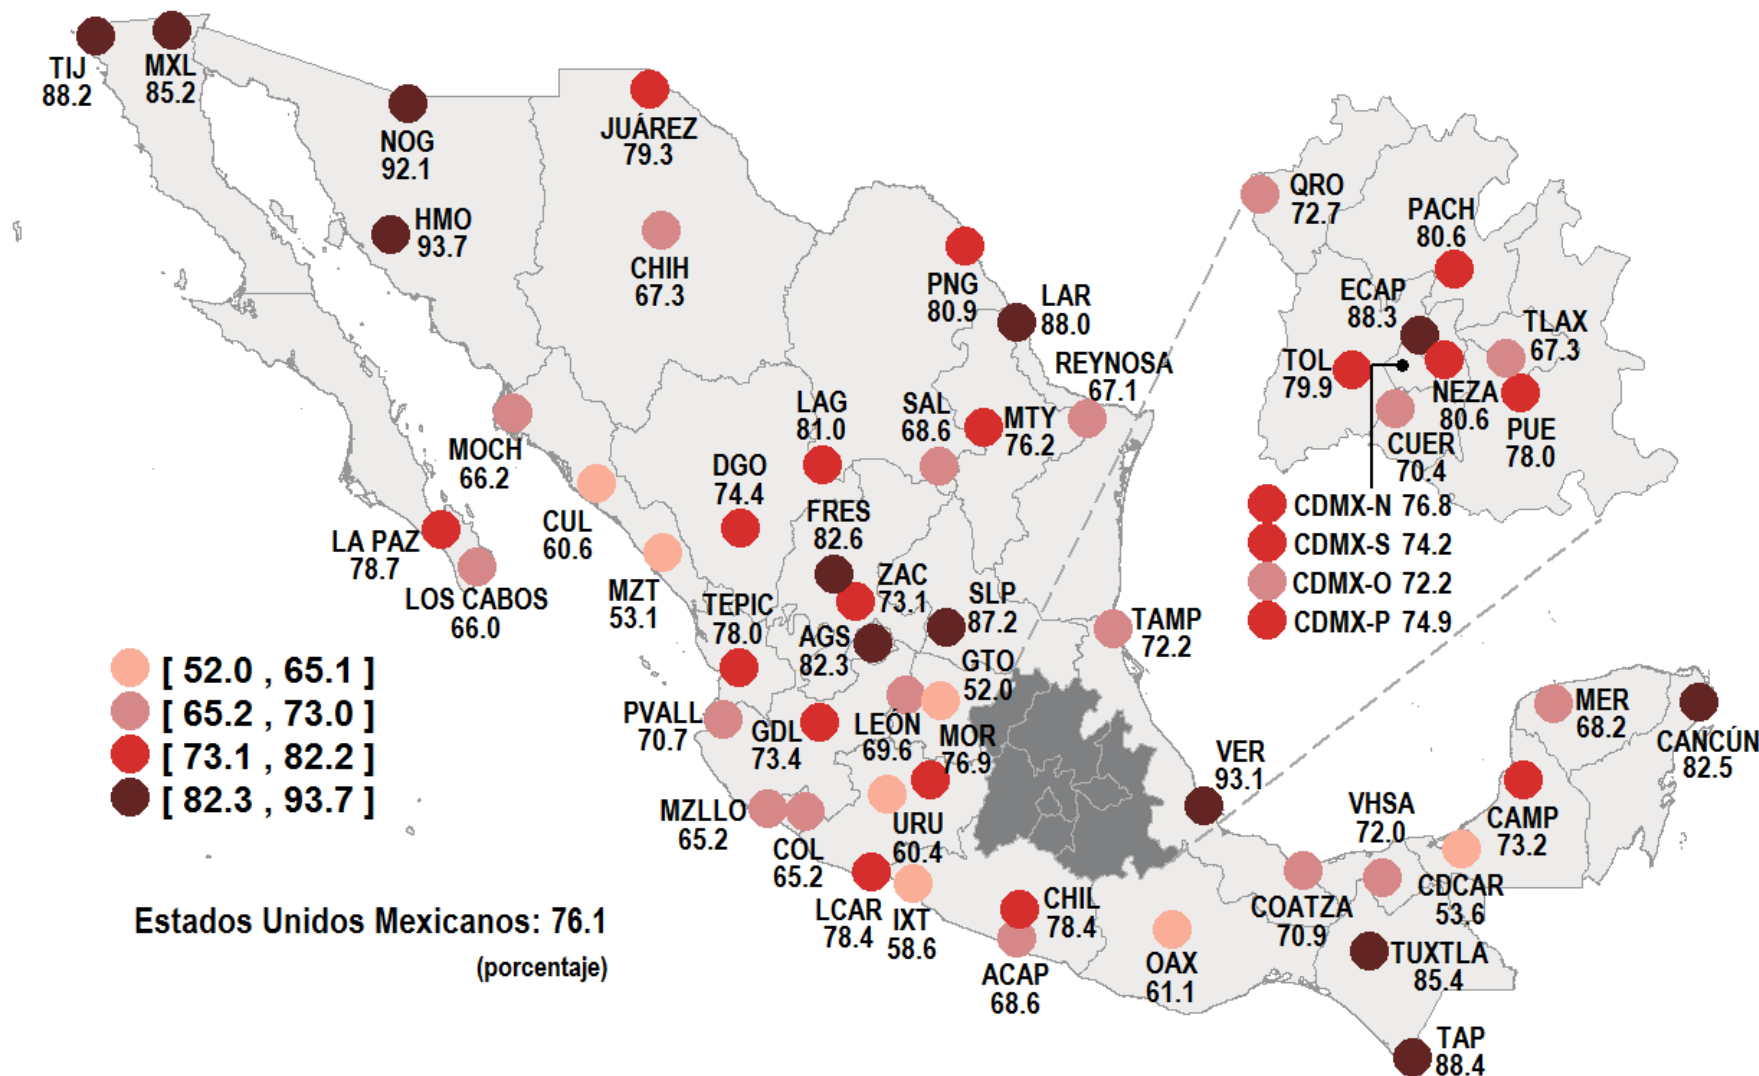 TIJ
88.2
MXL
85.2
NOG
92.1
HMO
93.7
JUÁREZ
79.3
CHIH
67.3
PNG
80.9
LAR
88.0
REYNOSA
67.1
MOCH
66.2
LAG
81.0
SAL
68.6
MTY
76.2
DGO
74.4
CUL
60.6
FRES
82.6
LA PAZ
78.7
LOS CABOS
66.0
MZT
53.1
TEPIC
78.0
ZAC
73.1
AGS
82.3
SLP
87.2
GTO
52.0
TAMP
72.2
PVALL
70.7
GDL
73.4
LEÓN
69.6
MOR
76.9
MZLLO
65.2
COL
65.2
URU
60.4
LCAR
78.4
IXT
58.6
CHIL
78.4
ACAP
68.6
OAX
61.1
VER
93.1
COATZA
70.9
VHSA
72.0
CDCAR
53.6
CAMP
73.2
MER
68.2
CANCÚN
82.5
TUXTLA
85.4
TAP
88.4
QRO
72.7
PACH
80.6
ECAP
88.3
TLAX
67.3
TOL
79.9
NEZA
80.6
CUER
70.4
PUE
78.0
CDMX-N 76.8
CDMX-S 74.2
CDMX-O 72.2
CDMX-P 74.9
[ 52.0 , 65.1 ]
[ 65.2 , 73.0 ]
[ 73.1 , 82.2 ]
[ 82.3 , 93.7 ]
Estados Unidos Mexicanos: 76.1
(porcentaje)